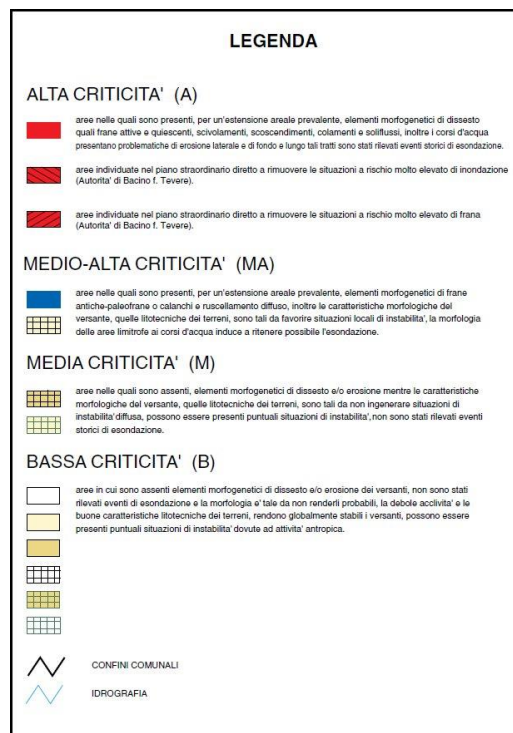 LEGENDA
ALTA CRITICITA' (A)
aree nelle quali sono presenti, per un'estensione areale prevalente, elementi morfogenetici di dissesto
quali frane attive e quiescenti, scivolamenti, scoscendimenti, colamenti e soliflussi, inoltre i corsi d'acqua
presentano problematiche di erosione laterale e di fondo e lungo tali tratti sono stati rilevati eventi storici di esondazione.
aree individuate nel piano straordinario diretto a rimuovere le situazioni a rischio molto elevato di inondazione
(Autorita' di Bacino f. Tevere).
aree individuate nel piano straordinario diretto a rimuovere le situazioni a rischio molto elevato di frana
(Autorita' di Bacino f. Tevere).
MEDIO-ALTA CRITICITA' (MA)
aree nelle quali sono presenti, per un'estensione areale prevalente, elementi morfogenetici di frane
antiche-paleofrane o calanchi e ruscellamento diffuso, inoltre le caratteristiche morfologiche del
versante, quelle litotecniche dei terreni, sono tali da favorire situazioni locali di instabilita', la morfologia
delle aree limitrofe ai corsi d'acqua induce a ritenere possibile l'esondazione.
MEDIA CRITICITA' (M)
aree nelle quali sono assenti, elementi morfogenetici di dissesto e/o erosione mentre le caratteristiche
morfologiche del versante, quelle litotecniche dei terreni, sono tali da non ingenerare situazioni di
instabilita' diffusa, possono essere presenti puntuali situazioni di instabilita', non sono stati rilevati eventi
storici di esondazione.
BASSA CRITICITA' (B)
aree in cui sono assenti elementi morfogenetici di dissesto e/o erosione dei versanti, non sono stati
rilevati eventi di esondazione e la morfologia e' tale da non renderli probabili, la debole acclivita' e le
buone caratteristiche litotecniche dei terreni, rendono globalmente stabili i versanti, possono essere
presenti puntuali situazioni di instabilita' dovute ad attivita' antropica.
CONFINI COMUNALI
IDROGRAFIA